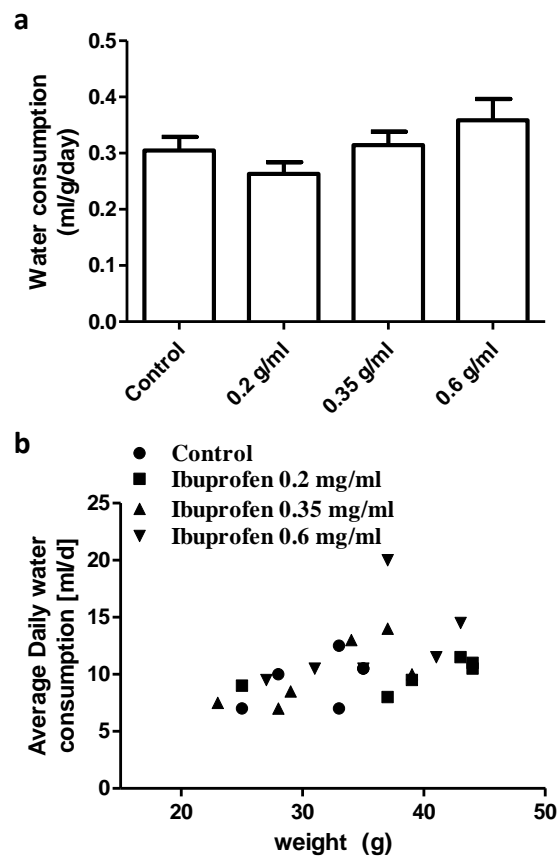 a
Water consumption
(ml/g/day)
0.5
0.4
0.3
0.2
0.1
0.0
Control
0.2 g/ml
0.35 g/ml
0.6 g/ml
b
Control
Ibuprofen 0.2 mg/ml
Ibuprofen 0.35 mg/ml
Ibuprofen 0.6 mg/ml
Average Daily water
consumption [ml/d]
25
20
15
10
5
0
20
30
40
50
weight (g)